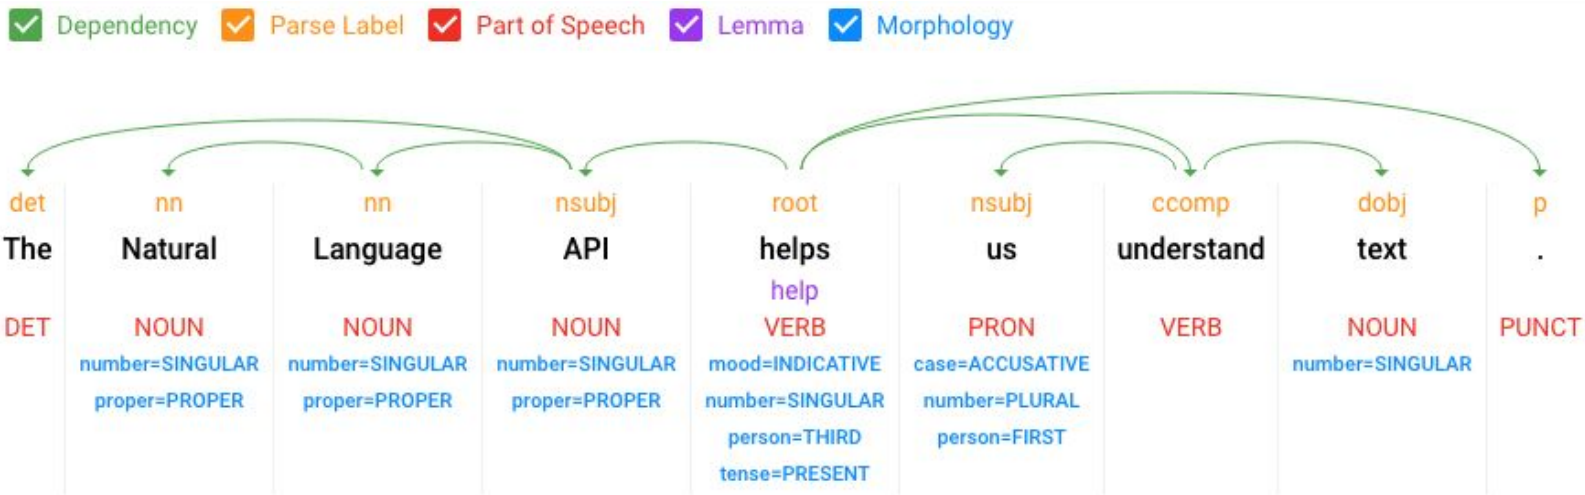 Dependency Parse Label Part of Speech Lemma Morphology
det nn nn nsubj root nsubj ccomp dobj p
The Natural Language API helps us understand text .
help
DET NOUN NOUN NOUN VERB PRON VERB NOUN PUNCT
number=SINGULAR number=SINGULAR number=SINGULAR mood=INDICATIVE case=ACCUSATIVE number=SINGULAR
proper=PROPER proper=PROPER proper=PROPER number=SINGULAR number=PLURAL
person=THIRD person=FIRST
tense=PRESENT